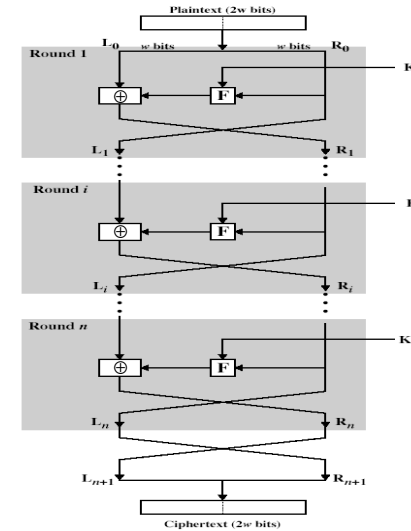 Plaintext (2w bits)
L0 w bits w bits R0
Round 1
K
F
L1 R1
Round i
F
Li Ri
Round n
K
F
Ln Rn
Ln+1 Rn+1
Ciphertext (2w bits)